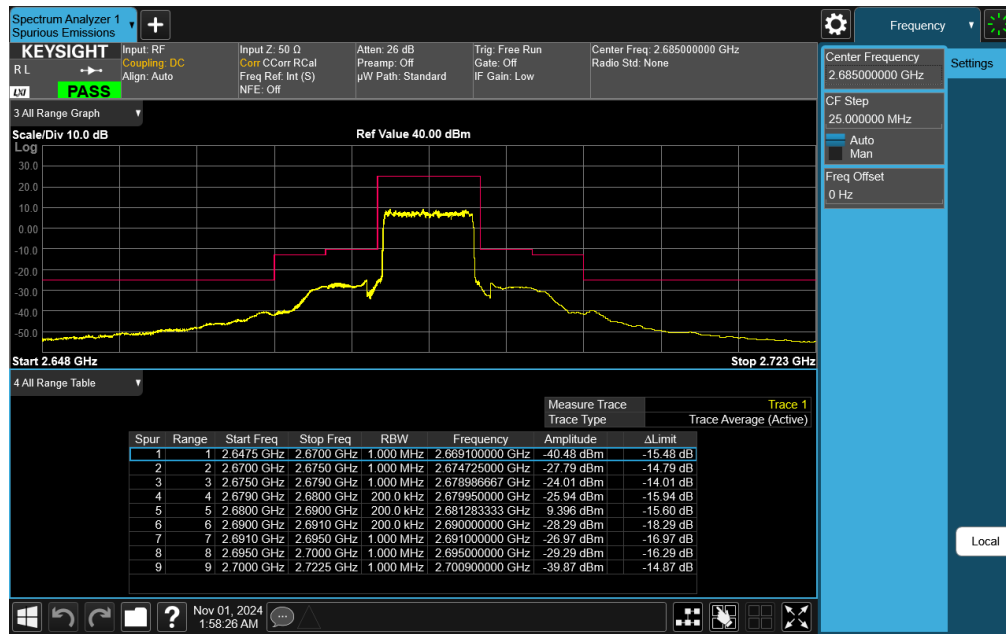 Spectrum Analyzer 1
Spurious Emissions
Frequency
KEYSIGHT
R L
LXI
PASS
Input: RF
Coupling: DC
Align: Auto
Input Z: 50 Ω
Corr CCorr RCal
Freq Ref: Int (S)
NFE: Off
Atten: 26 dB
Preamp: Off
µW Path: Standard
Trig: Free Run
Gate: Off
IF Gain: Low
Center Freq: 2.685000000 GHz
Radio Std: None
Center Frequency
2.685000000 GHz
Settings
CF Step
25.000000 MHz
Auto
Man
Freq Offset
0 Hz
3 All Range Graph
Scale/Div 10.0 dB
Ref Value 40.00 dBm
Log
30.0
20.0
10.0
0.00
-10.0
-20.0
-30.0
-40.0
-50.0
Start 2.648 GHz
Stop 2.723 GHz
4 All Range Table
Measure Trace Trace 1
Trace Type Trace Average (Active)
Spur Range Start Freq Stop Freq RBW Frequency Amplitude ΔLimit
1 1 2.6475 GHz 2.6700 GHz 1.000 MHz 2.669100000 GHz -40.48 dBm -15.48 dB
2 2 2.6700 GHz 2.6750 GHz 1.000 MHz 2.674725000 GHz -27.79 dBm -14.79 dB
3 3 2.6750 GHz 2.6790 GHz 1.000 MHz 2.678986667 GHz -24.01 dBm -14.01 dB
4 4 2.6790 GHz 2.6800 GHz 200.0 kHz 2.679950000 GHz -25.94 dBm -15.94 dB
5 5 2.6800 GHz 2.6900 GHz 200.0 kHz 2.681283333 GHz 9.396 dBm -15.60 dB
6 6 2.6900 GHz 2.6910 GHz 200.0 kHz 2.690000000 GHz -28.29 dBm -18.29 dB
7 7 2.6910 GHz 2.6950 GHz 1.000 MHz 2.691000000 GHz -26.97 dBm -16.97 dB
8 8 2.6950 GHz 2.7000 GHz 1.000 MHz 2.695000000 GHz -29.29 dBm -16.29 dB
9 9 2.7000 GHz 2.7225 GHz 1.000 MHz 2.700900000 GHz -39.87 dBm -14.87 dB
Local
Nov 01, 2024
1:58:26 AM